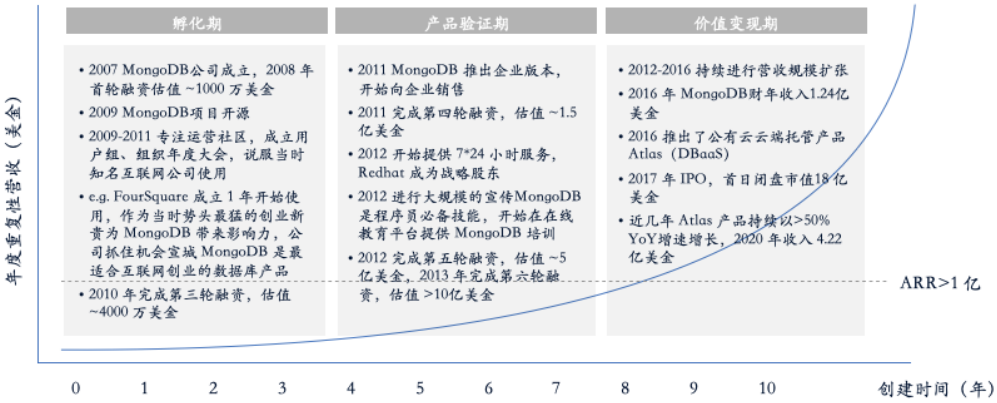 孵化期
• 2007 MongoDB公司成立，2008 年
首轮融资估值 ~1000 万美金
• 2009 MongoDB项目开源
• 2009-2011 专注运营社区，成立用
户组、组织年度大会，说服当时
知名互联网公司使用
• e.g. FourSquare 成立 1 年开始使
用，作为当时势头最猛的创业新
贵为 MongoDB 带来影响力，公
司抓住机会宣城 MongoDB 是最
适合互联网创业的数据库产品
• 2010 年完成第三轮融资，估值
~4000 万美金
产品验证期
• 2011 MongoDB 推出企业版本，
开始向企业销售
• 2011 完成第四轮融资，估值 ~1.5
亿美金
• 2012 开始提供 7*24 小时服务，
Redhat 成为战略股东
• 2012 进行大规模的宣传MongoDB
是程序员必备技能，开始在在线
教育平台提供 MongoDB 培训
• 2012 完成第五轮融资，估值 ~5
亿美金，2013 年完成第六轮融
资，估值 >10亿美金
价值变现期
• 2012-2016 持续进行营收规模扩张
• 2016 年 MongoDB财年收入1.24亿
美金
• 2016 推出了公有云云端托管产品
Atlas（DBaaS）
• 2017 年 IPO，首日闭盘市值18 亿
美金
• 近几年 Atlas 产品持续以>50%
YoY增速增长，2020 年收入 4.22
亿美金
年度重复性营收（美金）
ARR>1 亿
0 1 2 3 4 5 6 7 8 9 10 创建时间（年）